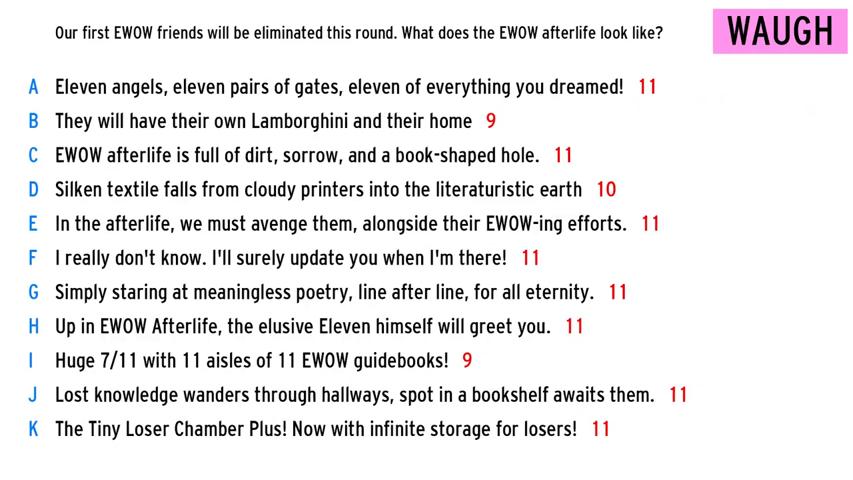 Our first EWOW friends will be eliminated this round. What does the EWOW afterlife look like?
WAUGH
A Eleven angels, eleven pairs of gates, eleven of everything you dreamed! 11
B They will have their own Lamborghini and their home 9
C EWOW afterlife is full of dirt, sorrow, and a book-shaped hole. 11
D Silken textile falls from cloudy printers into the literaturistic earth 10
E In the afterlife, we must avenge them, alongside their EWOW-ing efforts. 11
F I really don't know. I'll surely update you when I'm there! 11
G Simply staring at meaningless poetry, line after line, for all eternity. 11
H Up in EWOW Afterlife, the elusive Eleven himself will greet you. 11
I Huge 7/11 with 11 aisles of 11 EWOW guidebooks! 9
J Lost knowledge wanders through hallways, spot in a bookshelf awaits them. 11
K The Tiny Loser Chamber Plus! Now with infinite storage for losers! 11